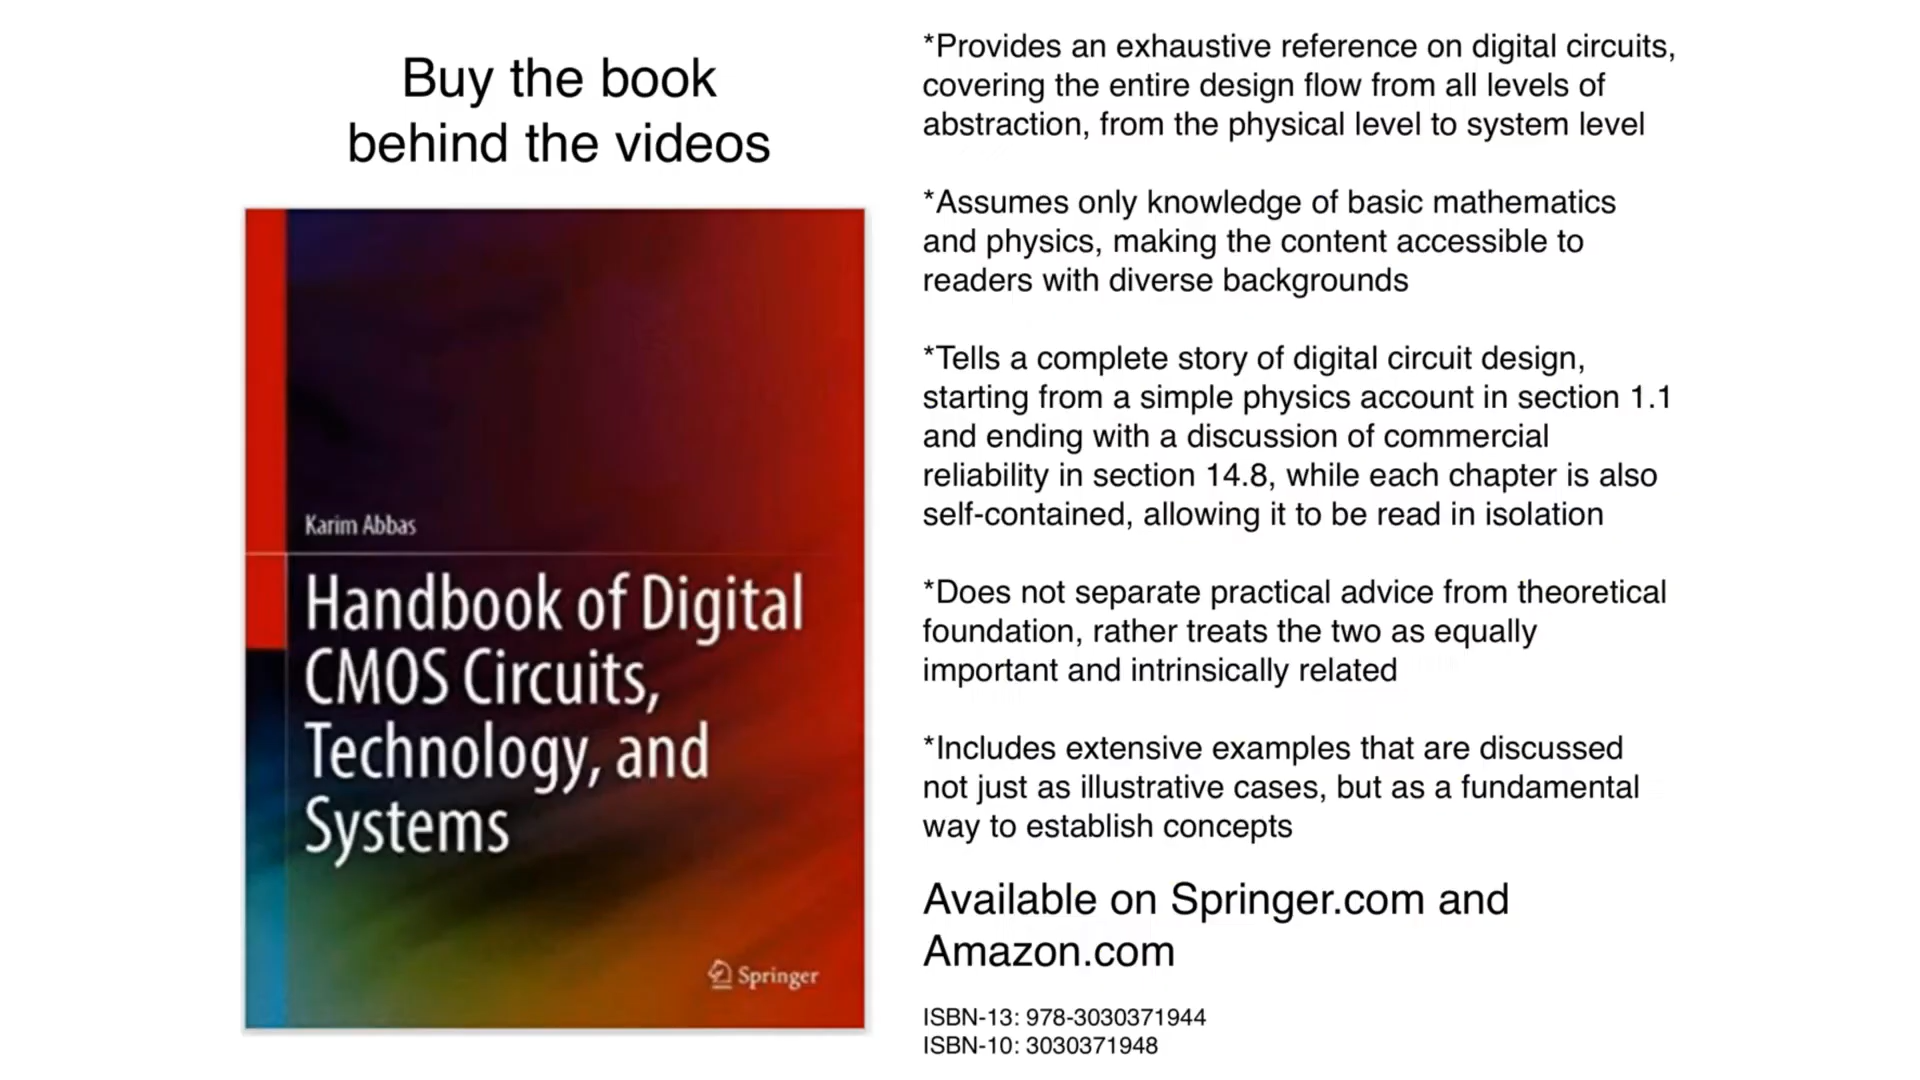 Buy the book
behind the videos
Karim Abbas
Handbook of Digital
CMOS Circuits,
Technology, and
Systems
Springer
*Provides an exhaustive reference on digital circuits,
covering the entire design flow from all levels of
abstraction, from the physical level to system level
*Assumes only knowledge of basic mathematics
and physics, making the content accessible to
readers with diverse backgrounds
*Tells a complete story of digital circuit design,
starting from a simple physics account in section 1.1
and ending with a discussion of commercial
reliability in section 14.8, while each chapter is also
self-contained, allowing it to be read in isolation
*Does not separate practical advice from theoretical
foundation, rather treats the two as equally
important and intrinsically related
*Includes extensive examples that are discussed
not just as illustrative cases, but as a fundamental
way to establish concepts
Available on Springer.com and
Amazon.com
ISBN-13: 978-3030371944
ISBN-10: 3030371948